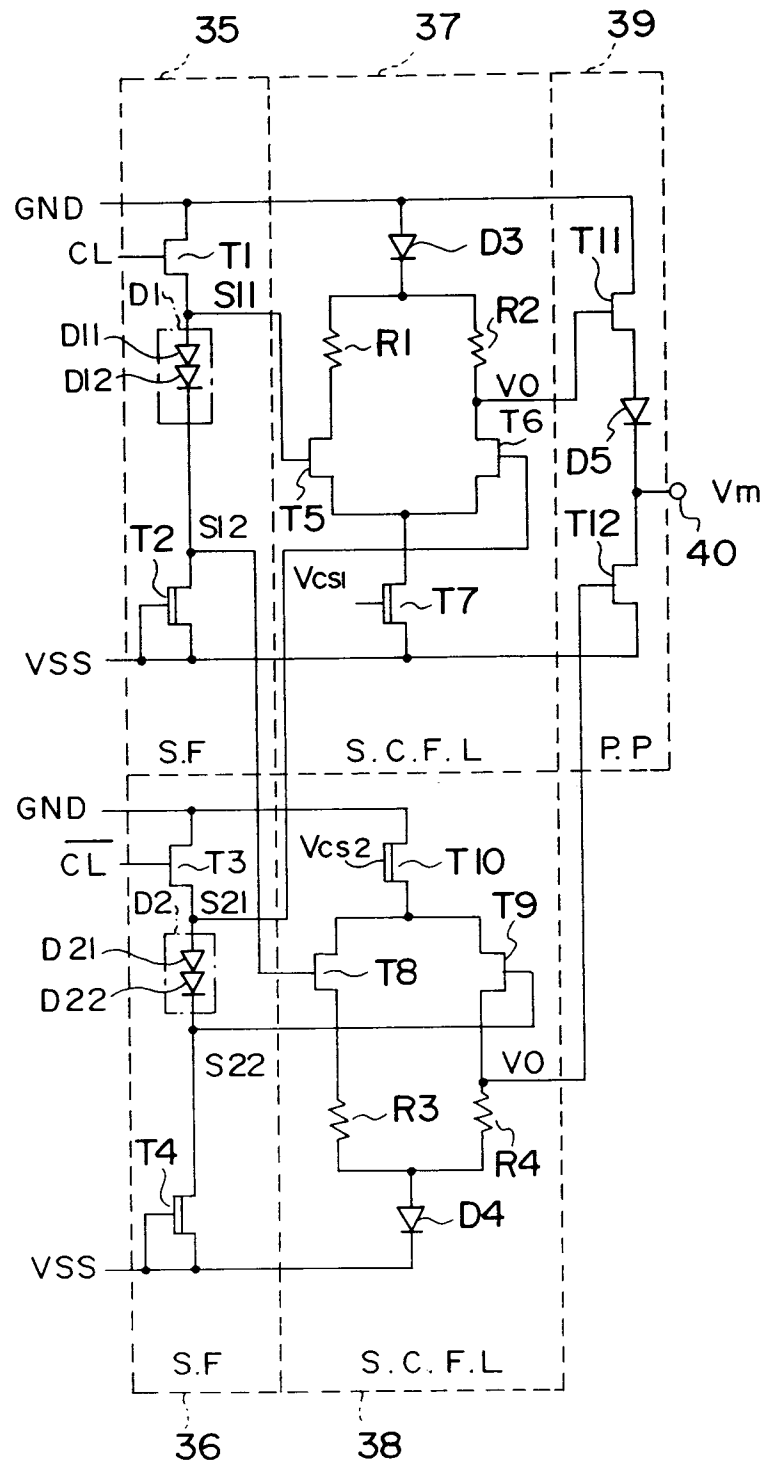 35 37 39
GND
CL T1 D3 T11
D1 S11
D11 R1 R2
D12 VO
T6
D5
T5 Vm
T2 S12 T12 40
Vcs1 T7
VSS
S.F S.C.F.L P.P
GND
Vcs2 T10
CL T3
D2 S21 T9
D21 T8
D22
S22 VO
R3
T4 R4
D4
VSS
S.F S.C.F.L
36 38